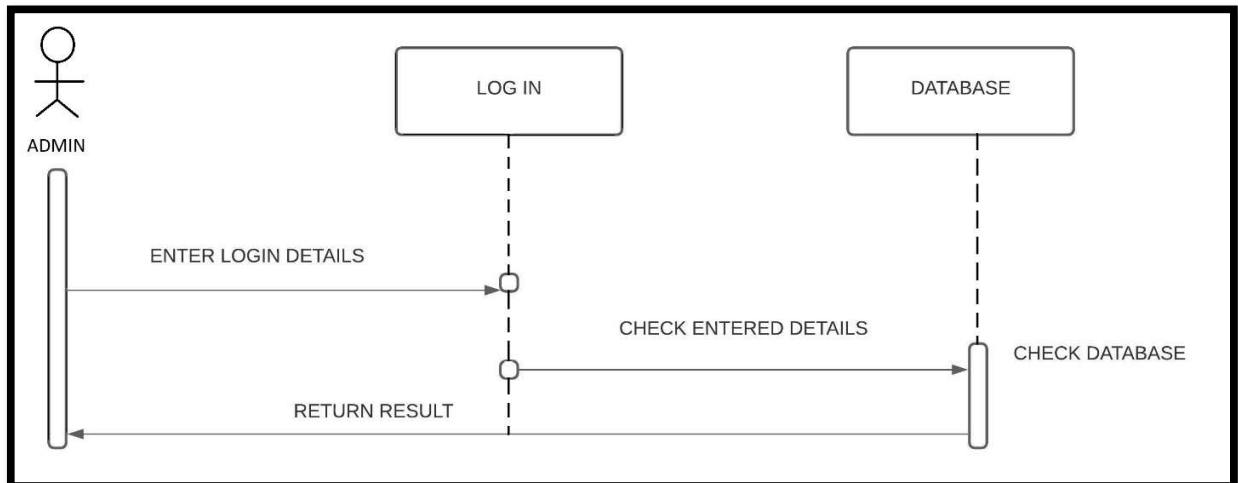 LOG IN
DATABASE
ADMIN
ENTER LOGIN DETAILS
CHECK ENTERED DETAILS
CHECK DATABASE
RETURN RESULT